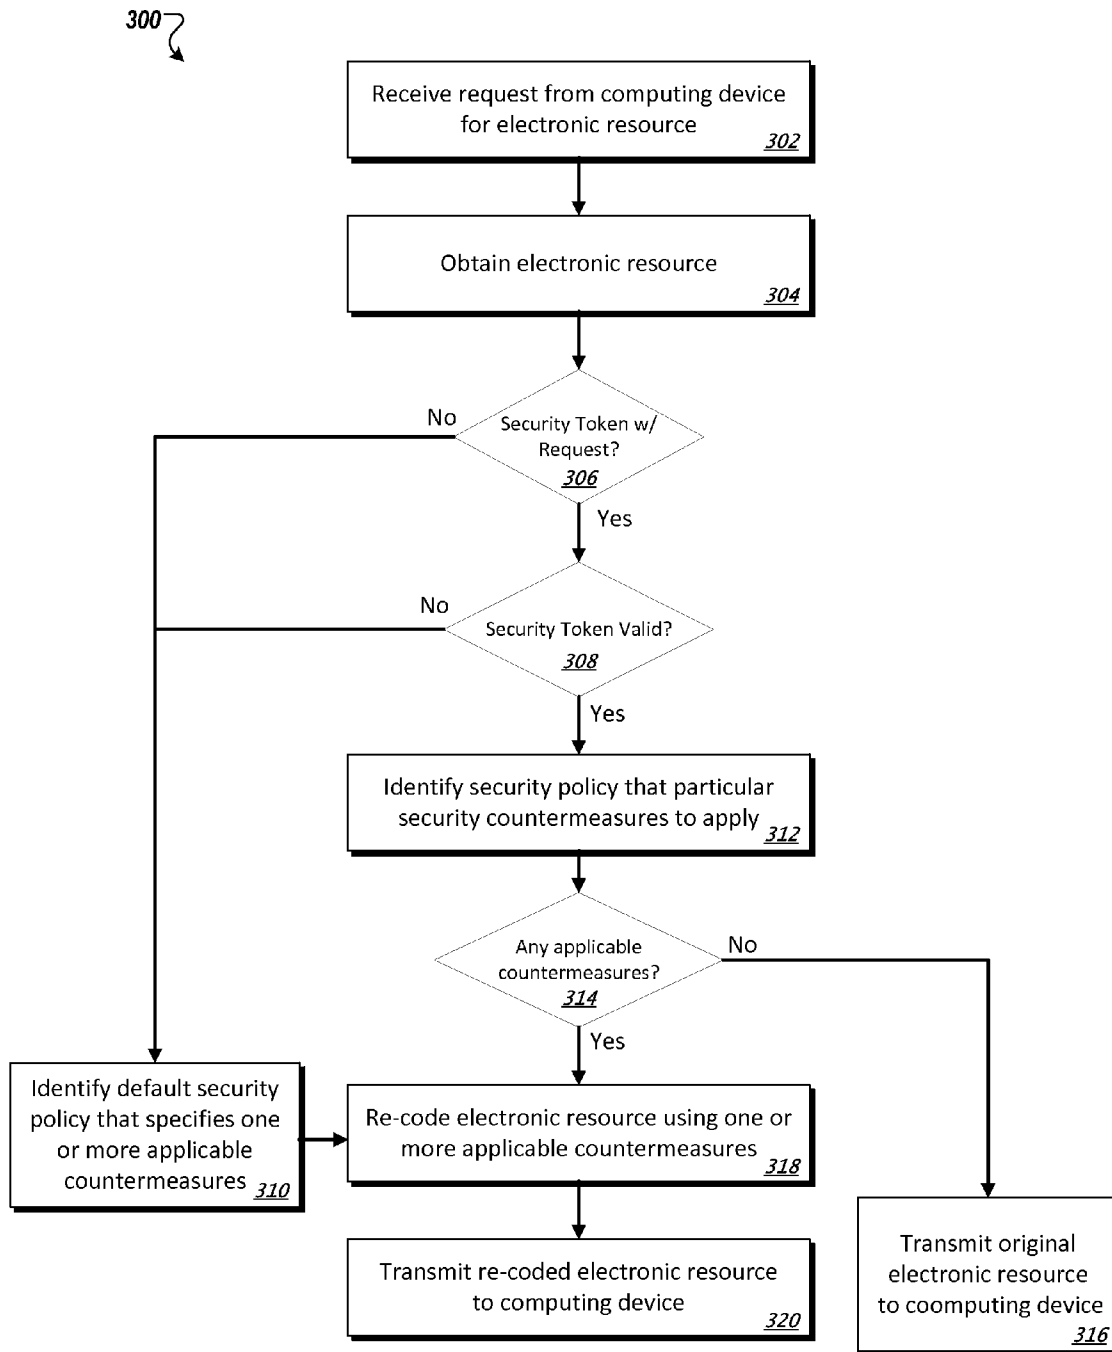 300
Receive request from computing device
for electronic resource
302
Obtain electronic resource
304
Security Token w/
Request?
306
No
Yes
Security Token Valid?
308
No
Yes
Identify security policy that particular
security countermeasures to apply
312
Any applicable
countermeasures?
314
No
Yes
Identify default security
policy that specifies one
or more applicable
countermeasures
310
Re-code electronic resource using one or
more applicable countermeasures
318
Transmit re-coded electronic resource
to computing device
320
Transmit original
electronic resource
to coomputing device
316